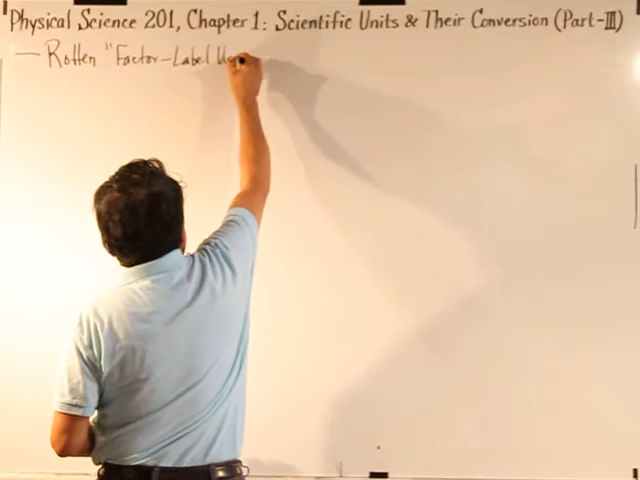 Physical Science 201, Chapter 1: Scientific Units & Their Conversion (Part-III)
— Rotten "Factor-Label